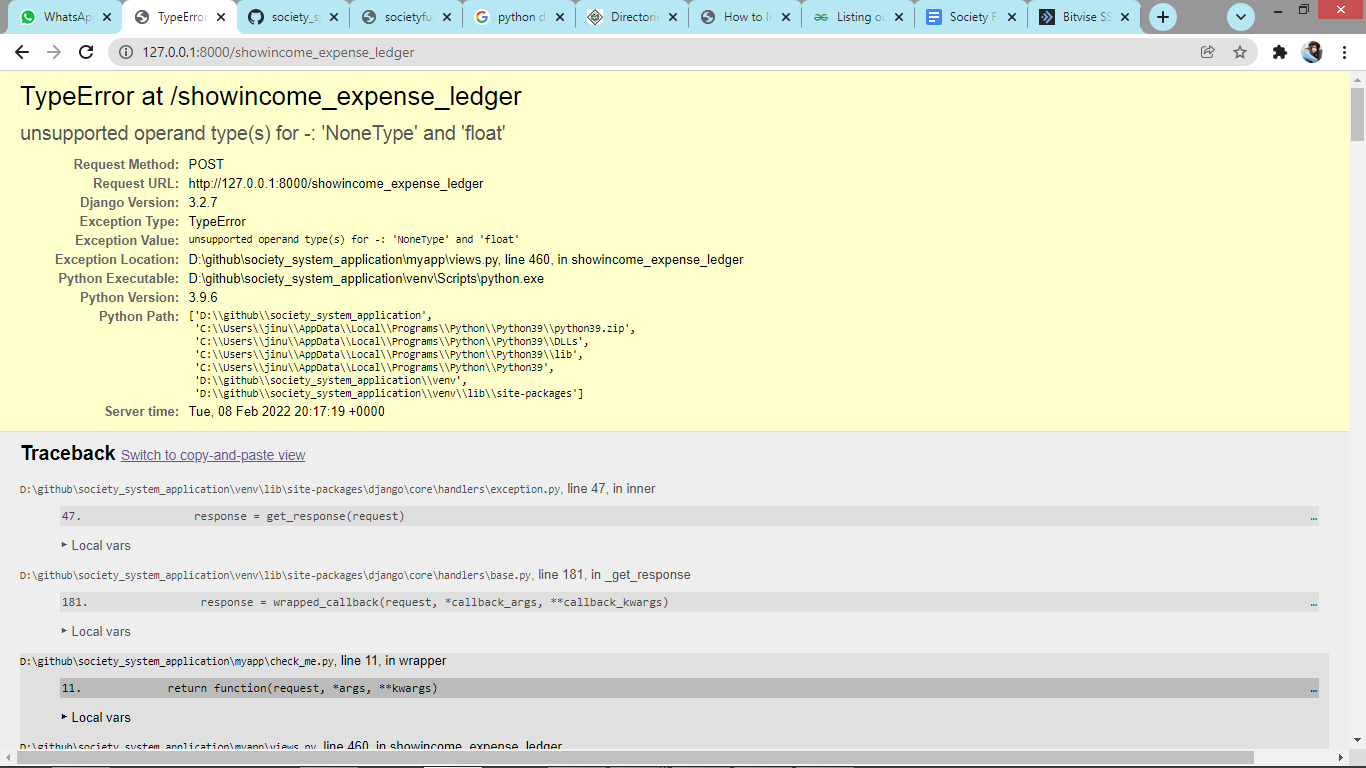 WhatsApp
TypeError
society_s
societyfu
python d
Directorie
How to li
Listing ou
Society F
Bitvise SS
127.0.0.1:8000/showincome_expense_ledger
TypeError at /showincome_expense_ledger
unsupported operand type(s) for -: 'NoneType' and 'float'
Request Method: POST
Request URL: http://127.0.0.1:8000/showincome_expense_ledger
Django Version: 3.2.7
Exception Type: TypeError
Exception Value: unsupported operand type(s) for -: 'NoneType' and 'float'
Exception Location: D:\github\society_system_application\myapp\views.py, line 460, in showincome_expense_ledger
Python Executable: D:\github\society_system_application\venv\Scripts\python.exe
Python Version: 3.9.6
Python Path: ['D:\\github\\society_system_application',
'C:\\Users\\jinu\\AppData\\Local\\Programs\\Python\\Python39\\python39.zip',
'C:\\Users\\jinu\\AppData\\Local\\Programs\\Python\\Python39\\DLLs',
'C:\\Users\\jinu\\AppData\\Local\\Programs\\Python\\Python39\\lib',
'C:\\Users\\jinu\\AppData\\Local\\Programs\\Python\\Python39',
'D:\\github\\society_system_application\\venv',
'D:\\github\\society_system_application\\venv\\lib\\site-packages']
Server time: Tue, 08 Feb 2022 20:17:19 +0000
Traceback Switch to copy-and-paste view
D:\github\society_system_application\venv\lib\site-packages\django\core\handlers\exception.py, line 47, in inner
47. response = get_response(request) …
Local vars
D:\github\society_system_application\venv\lib\site-packages\django\core\handlers\base.py, line 181, in _get_response
181. response = wrapped_callback(request, *callback_args, **callback_kwargs) …
Local vars
D:\github\society_system_application\myapp\check_me.py, line 11, in wrapper
11. return function(request, *args, **kwargs) …
Local vars
D:\github\society_system_application\myapp\views.py, line 460, in showincome_expense_ledger